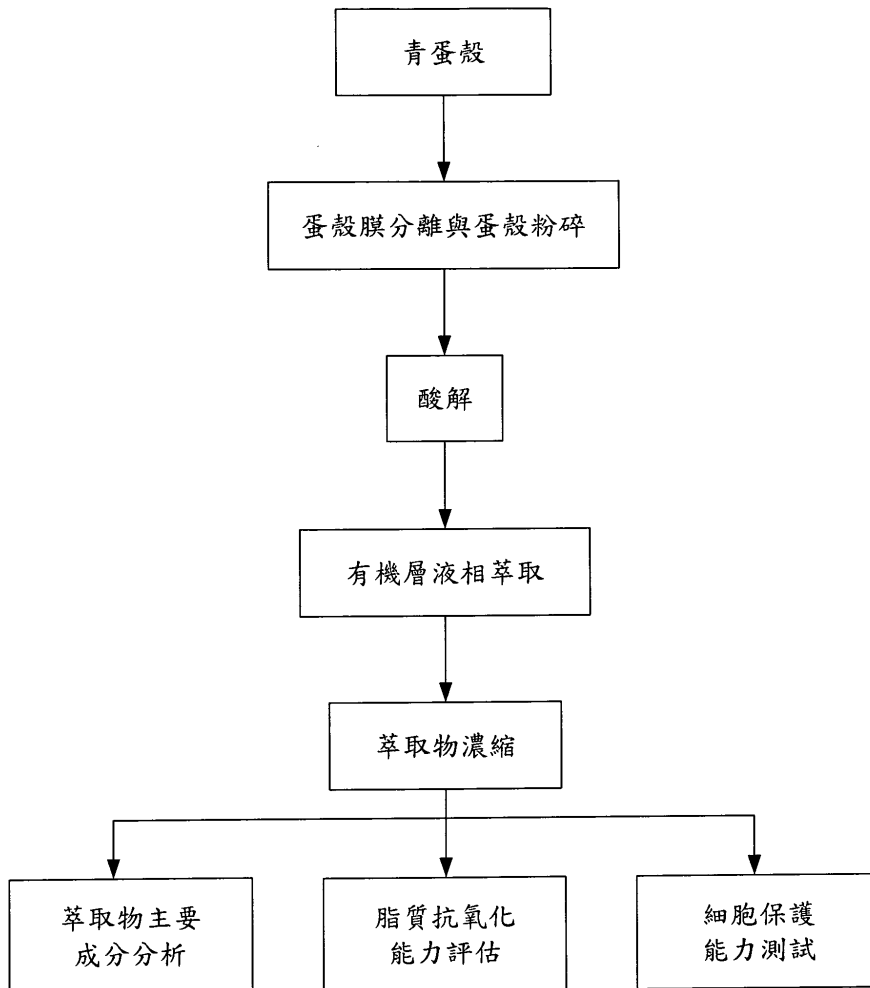 青蛋殼
蛋殼膜分離與蛋殼粉碎
酸解
有機層液相萃取
萃取物濃縮
萃取物主要
成分分析
脂質抗氧化
能力評估
細胞保護
能力測試